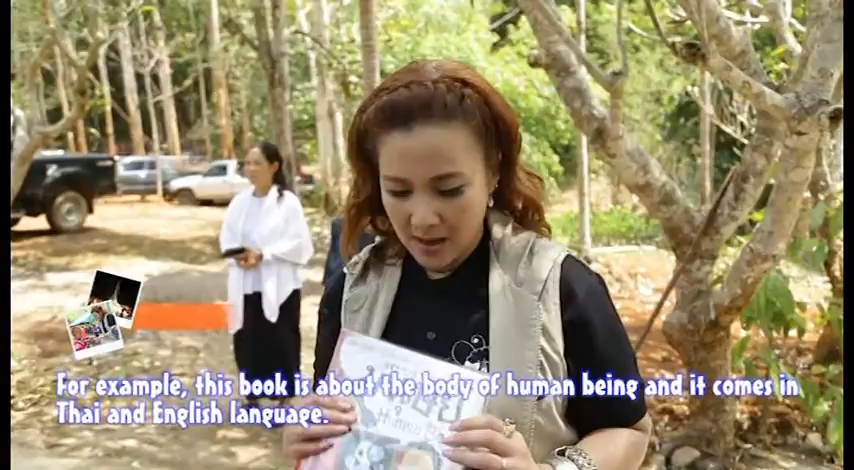 For example, this book is about the body of human being and it comes in
Thai and English language.